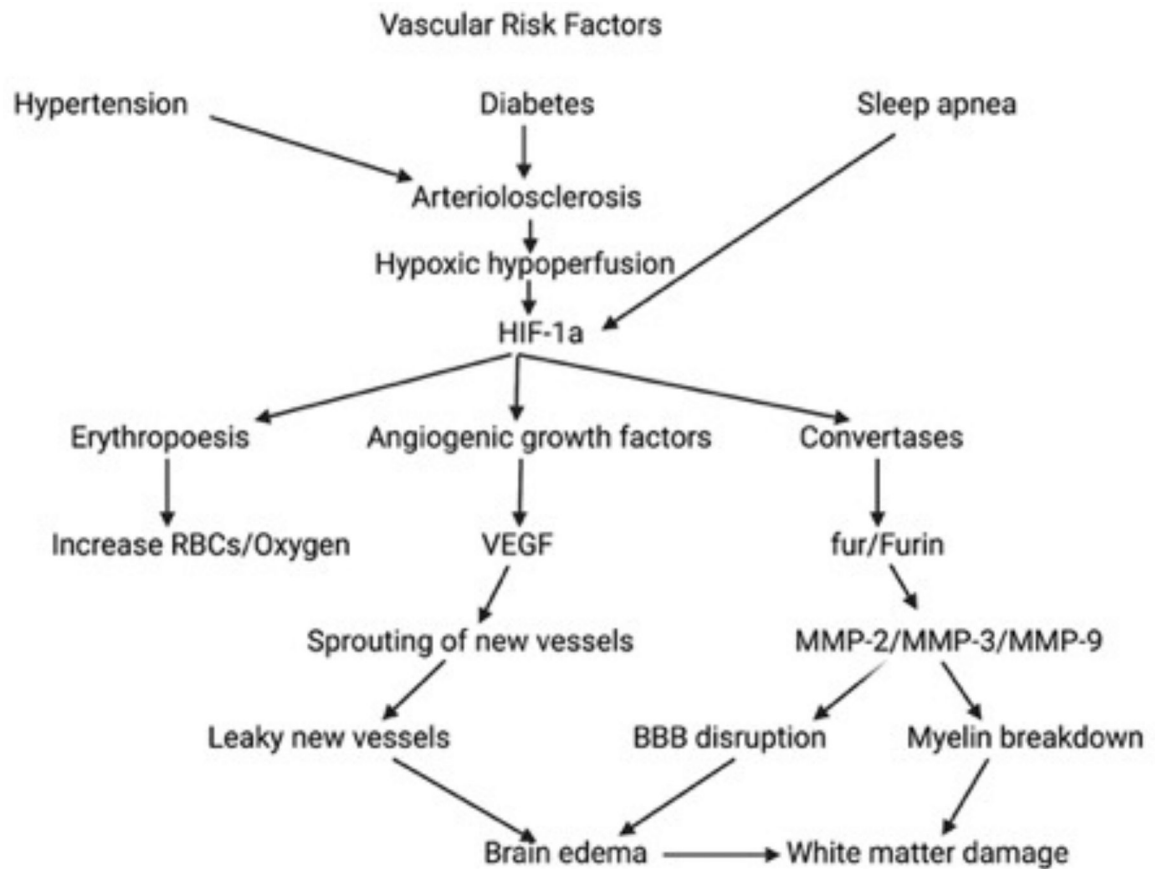 Vascular Risk Factors
Hypertension
Diabetes
Sleep apnea
Arteriolosclerosis
Hypoxic hypoperfusion
HIF-1a
Erythropoesis
Angiogenic growth factors
Convertases
Increase RBCs/Oxygen
VEGF
fur/Furin
Sprouting of new vessels
MMP-2/MMP-3/MMP-9
Leaky new vessels
BBB disruption
Myelin breakdown
Brain edema
White matter damage